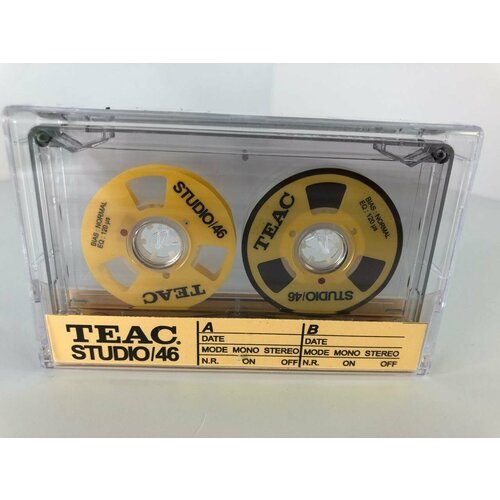 STUDIO/46
BIAS : NORMAL
EQ : 120 µs
TEAC
TEAC
BIAS : NORMAL
EQ : 120 µs
STUDIO/46
TEAC.
STUDIO/46
A
DATE
MODE MONO STEREO
N.R. ON OFF
B
DATE
MODE MONO STEREO
N.R. ON OFF